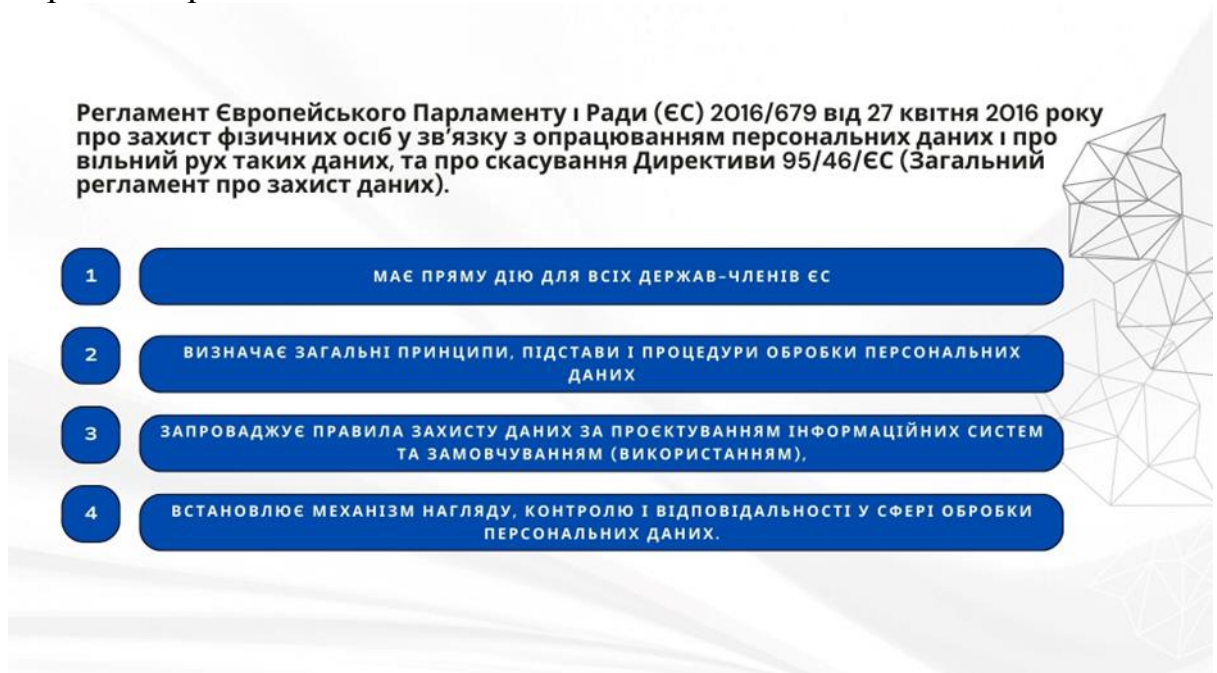 Регламент Європейського Парламенту і Ради (ЄС) 2016/679 від 27 квітня 2016 року
про захист фізичних осіб у зв’язку з опрацюванням персональних даних і про
вільний рух таких даних, та про скасування Директиви 95/46/ЄС (Загальний
регламент про захист даних).
1
МАЄ ПРЯМУ ДІЮ ДЛЯ ВСІХ ДЕРЖАВ-ЧЛЕНІВ ЄС
2
ВИЗНАЧАЄ ЗАГАЛЬНІ ПРИНЦИПИ, ПІДСТАВИ І ПРОЦЕДУРИ ОБРОБКИ ПЕРСОНАЛЬНИХ
ДАНИХ
3
ЗАПРОВАДЖУЄ ПРАВИЛА ЗАХИСТУ ДАНИХ ЗА ПРОЄКТУВАННЯМ ІНФОРМАЦІЙНИХ СИСТЕМ
ТА ЗАМОВЧУВАННЯМ (ВИКОРИСТАННЯМ),
4
ВСТАНОВЛЮЄ МЕХАНІЗМ НАГЛЯДУ, КОНТРОЛЮ І ВІДПОВІДАЛЬНОСТІ У СФЕРІ ОБРОБКИ
ПЕРСОНАЛЬНИХ ДАНИХ.